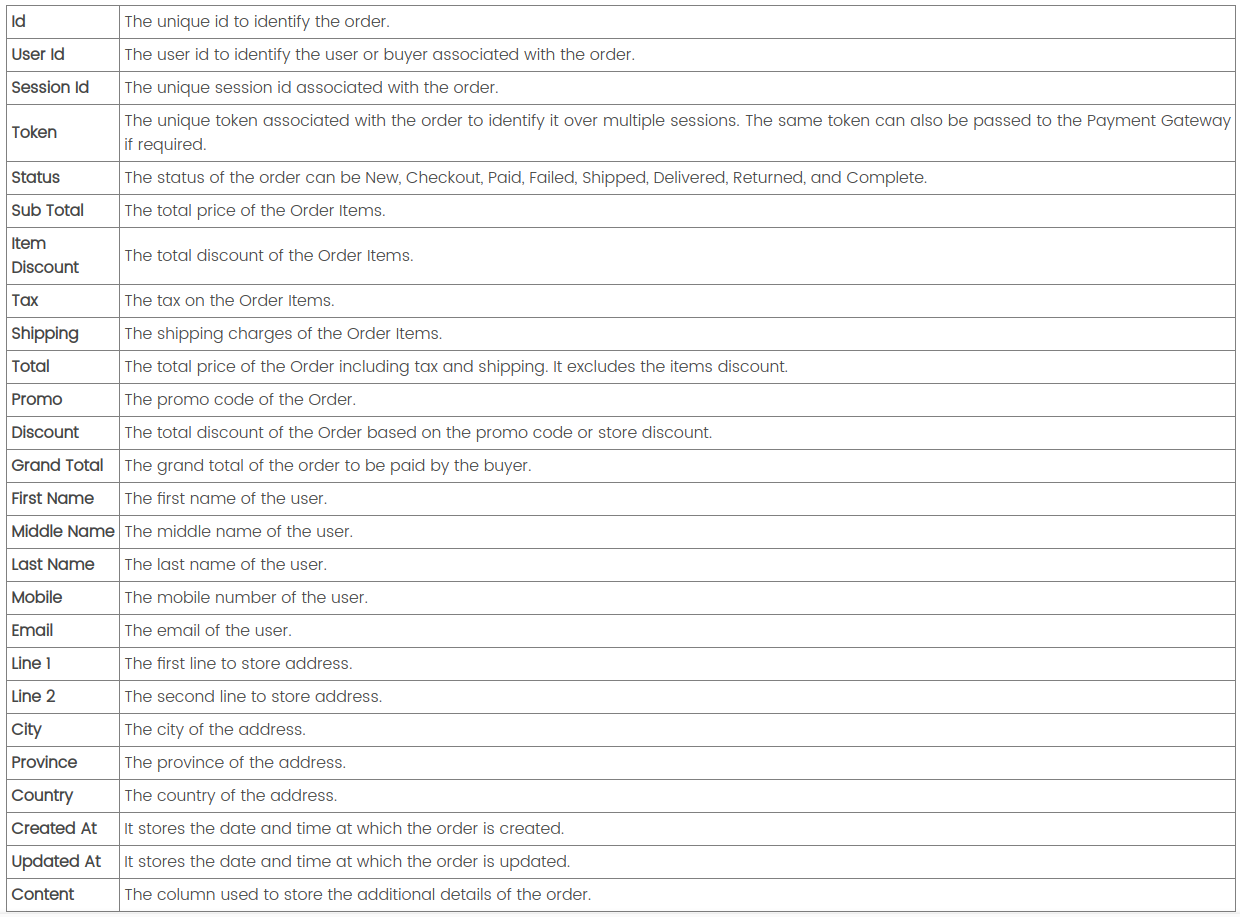 Id The unique id to identify the order.
User Id The user id to identify the user or buyer associated with the order.
Session Id The unique session id associated with the order.
Token The unique token associated with the order to identify it over multiple sessions. The same token can also be passed to the Payment Gateway
if required.
Status The status of the order can be New, Checkout, Paid, Failed, Shipped, Delivered, Returned, and Complete.
Sub Total The total price of the Order Items.
Item
Discount The total discount of the Order Items.
Tax The tax on the Order Items.
Shipping The shipping charges of the Order Items.
Total The total price of the Order including tax and shipping. It excludes the items discount.
Promo The promo code of the Order.
Discount The total discount of the Order based on the promo code or store discount.
Grand Total The grand total of the order to be paid by the buyer.
First Name The first name of the user.
Middle Name The middle name of the user.
Last Name The last name of the user.
Mobile The mobile number of the user.
Email The email of the user.
Line 1 The first line to store address.
Line 2 The second line to store address.
City The city of the address.
Province The province of the address.
Country The country of the address.
Created At It stores the date and time at which the order is created.
Updated At It stores the date and time at which the order is updated.
Content The column used to store the additional details of the order.